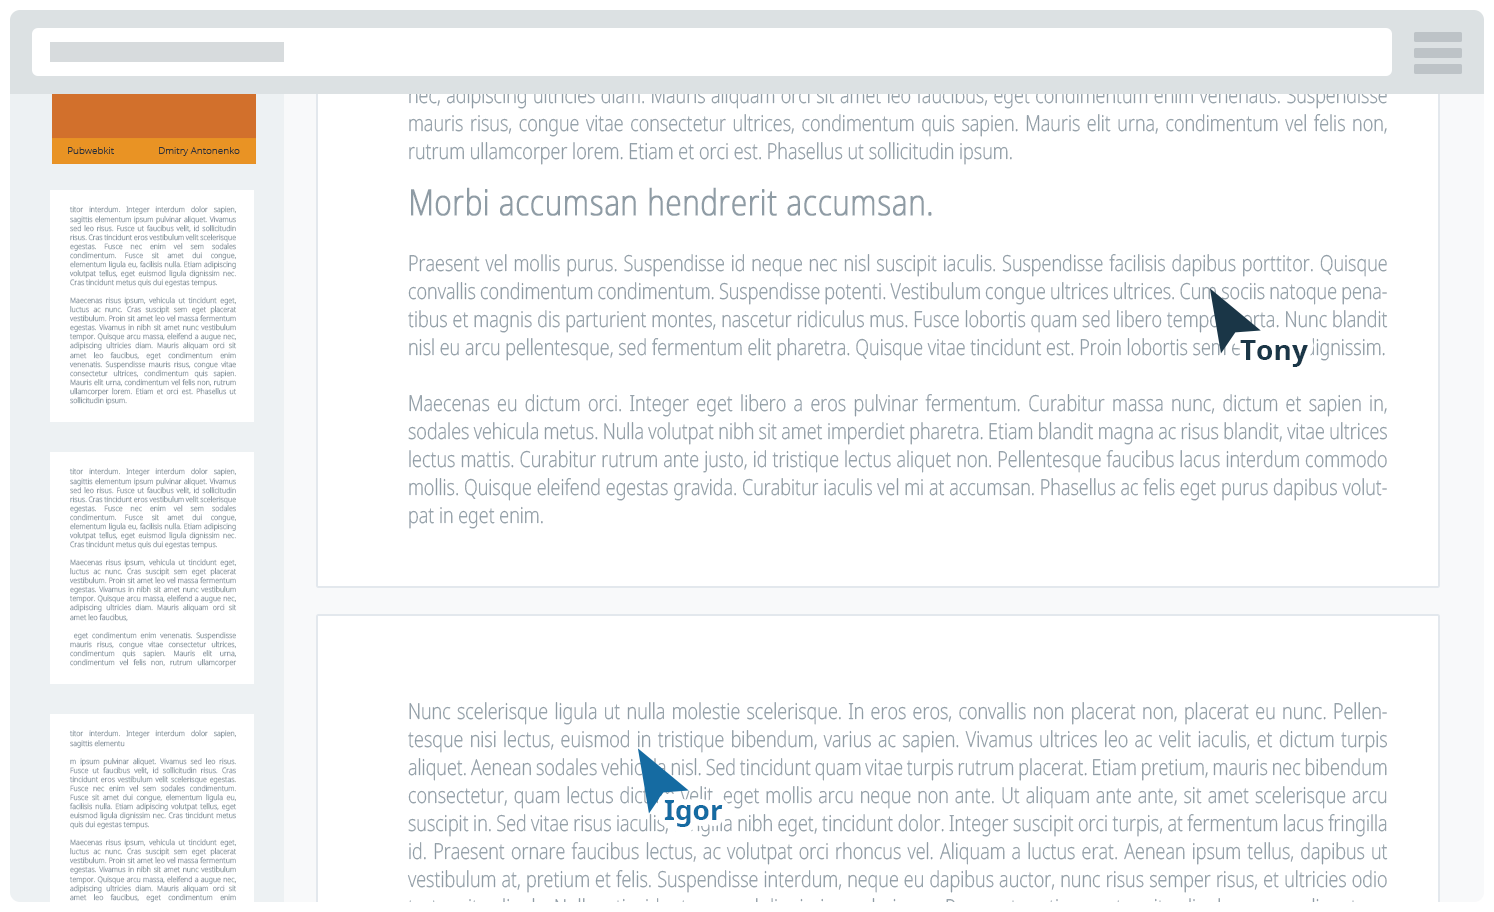 Pubwebkit Dmitry Antonenko
titor interdum. Integer interdum dolor sapien,
sagittis elementum ipsum pulvinar aliquet. Vivamus
sed leo risus. Fusce ut faucibus velit, id sollicitudin
risus. Cras tincidunt eros vestibulum velit scelerisque
egestas. Fusce nec enim vel sem sodales
condimentum. Fusce sit amet dui congue,
elementum ligula eu, facilisis nulla. Etiam adipiscing
volutpat tellus, eget euismod ligula dignissim nec.
Cras tincidunt metus quis dui egestas tempus.
Maecenas risus ipsum, vehicula ut tincidunt eget,
luctus ac nunc. Cras suscipit sem eget placerat
vestibulum. Proin sit amet leo vel massa fermentum
egestas. Vivamus in nibh sit amet nunc vestibulum
tempor. Quisque arcu massa, eleifend a augue nec,
adipiscing ultricies diam. Mauris aliquam orci sit
amet leo faucibus, eget condimentum enim
venenatis. Suspendisse mauris risus, congue vitae
consectetur ultrices, condimentum quis sapien.
Mauris elit urna, condimentum vel felis non, rutrum
ullamcorper lorem. Etiam et orci est. Phasellus ut
sollicitudin ipsum.
titor interdum. Integer interdum dolor sapien,
sagittis elementum ipsum pulvinar aliquet. Vivamus
sed leo risus. Fusce ut faucibus velit, id sollicitudin
risus. Cras tincidunt eros vestibulum velit scelerisque
egestas. Fusce nec enim vel sem sodales
condimentum. Fusce sit amet dui congue,
elementum ligula eu, facilisis nulla. Etiam adipiscing
volutpat tellus, eget euismod ligula dignissim nec.
Cras tincidunt metus quis dui egestas tempus.
Maecenas risus ipsum, vehicula ut tincidunt eget,
luctus ac nunc. Cras suscipit sem eget placerat
vestibulum. Proin sit amet leo vel massa fermentum
egestas. Vivamus in nibh sit amet nunc vestibulum
tempor. Quisque arcu massa, eleifend a augue nec,
adipiscing ultricies diam. Mauris aliquam orci sit
amet leo faucibus,
eget condimentum enim venenatis. Suspendisse
mauris risus, congue vitae consectetur ultrices,
condimentum quis sapien. Mauris elit urna,
condimentum vel felis non, rutrum ullamcorper
titor interdum. Integer interdum dolor sapien,
sagittis elementu
m ipsum pulvinar aliquet. Vivamus sed leo risus.
Fusce ut faucibus velit, id sollicitudin risus. Cras
tincidunt eros vestibulum velit scelerisque egestas.
Fusce nec enim vel sem sodales condimentum.
Fusce sit amet dui congue, elementum ligula eu,
facilisis nulla. Etiam adipiscing volutpat tellus, eget
euismod ligula dignissim nec. Cras tincidunt metus
quis dui egestas tempus.
Maecenas risus ipsum, vehicula ut tincidunt eget,
luctus ac nunc. Cras suscipit sem eget placerat
vestibulum. Proin sit amet leo vel massa fermentum
egestas. Vivamus in nibh sit amet nunc vestibulum
tempor. Quisque arcu massa, eleifend a augue nec,
adipiscing ultricies diam. Mauris aliquam orci sit
amet leo faucibus, eget condimentum enim
nec, adipiscing ultricies diam. Mauris aliquam orci sit amet leo faucibus, eget condimentum enim venenatis. Suspendisse
mauris risus, congue vitae consectetur ultrices, condimentum quis sapien. Mauris elit urna, condimentum vel felis non,
rutrum ullamcorper lorem. Etiam et orci est. Phasellus ut sollicitudin ipsum.
Morbi accumsan hendrerit accumsan.
Praesent vel mollis purus. Suspendisse id neque nec nisl suscipit iaculis. Suspendisse facilisis dapibus porttitor. Quisque
convallis condimentum condimentum. Suspendisse potenti. Vestibulum congue ultrices ultrices. Cum sociis natoque pena-
tibus et magnis dis parturient montes, nascetur ridiculus mus. Fusce lobortis quam sed libero Nunc blandit
nisl eu arcu pellentesque, sed fermentum elit pharetra. Quisque vitae tincidunt est. Proin lobortis dignissim.
Tony
Maecenas eu dictum orci. Integer eget libero a eros pulvinar fermentum. Curabitur massa nunc, dictum et sapien in,
sodales vehicula metus. Nulla volutpat nibh sit amet imperdiet pharetra. Etiam blandit magna ac risus blandit, vitae ultrices
lectus mattis. Curabitur rutrum ante justo, id tristique lectus aliquet non. Pellentesque faucibus lacus interdum commodo
mollis. Quisque eleifend egestas gravida. Curabitur iaculis vel mi at accumsan. Phasellus ac felis eget purus dapibus volut-
pat in eget enim.
Nunc scelerisque ligula ut nulla molestie scelerisque. In eros eros, convallis non placerat non, placerat eu nunc. Pellen-
tesque nisi lectus, euismod in tristique bibendum, varius ac sapien. Vivamus ultrices leo ac velit iaculis, et dictum turpis
aliquet. Aenean sodales vehicula nisl. Sed tincidunt quam vitae turpis rutrum placerat. Etiam pretium, mauris nec bibendum
consectetur, quam lectus velit, eget mollis arcu neque non ante. Ut aliquam ante ante, sit amet scelerisque arcu
Igor
suscipit in. Sed vitae risus iaculis, nibh eget, tincidunt dolor. Integer suscipit orci turpis, at fermentum lacus fringilla
id. Praesent ornare faucibus lectus, ac volutpat orci rhoncus vel. Aliquam a luctus erat. Aenean ipsum tellus, dapibus ut
vestibulum at, pretium et felis. Suspendisse interdum, neque eu dapibus auctor, nunc risus semper risus, et ultricies odio